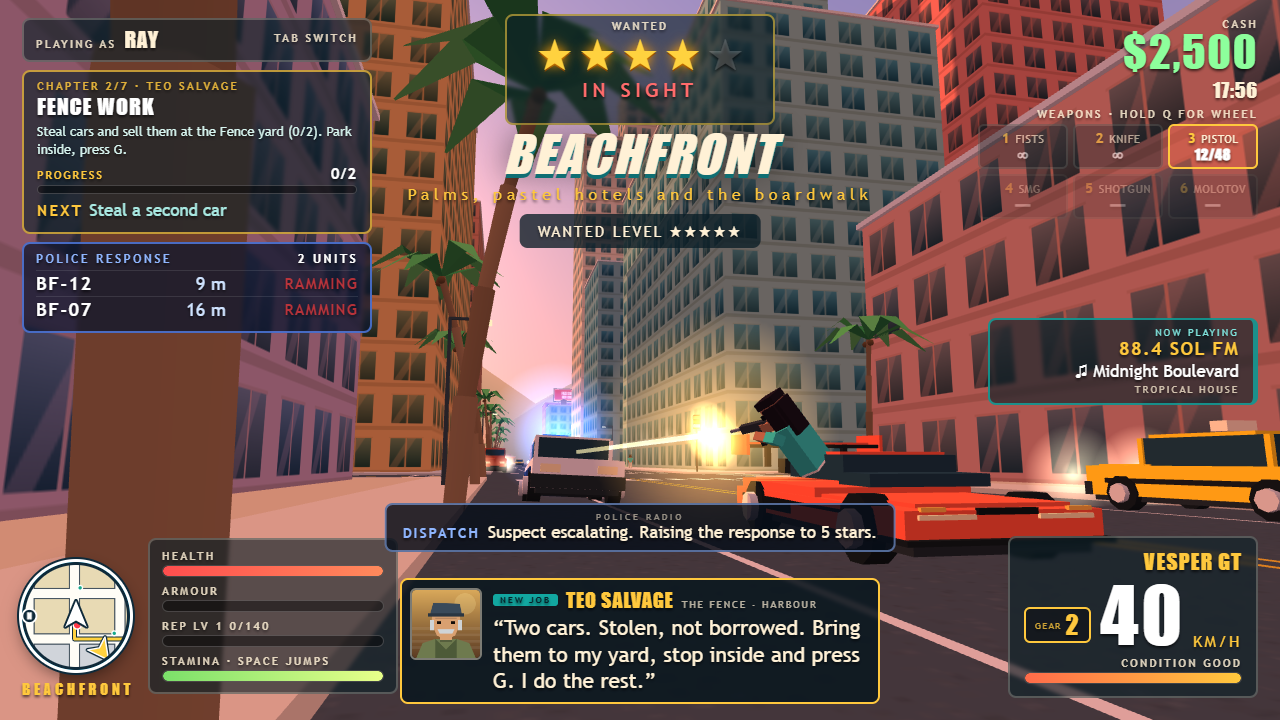 PLAYING AS RAY
TAB SWITCH
CHAPTER 2/7 · TEO SALVAGE
FENCE WORK
Steal cars and sell them at the Fence yard (0/2). Park
inside, press G.
PROGRESS 0/2
NEXT Steal a second car
POLICE RESPONSE 2 UNITS
BF-12 9 m RAMMING
BF-07 16 m RAMMING
WANTED
IN SIGHT
BEACHFRONT
Palms, pastel hotels and the boardwalk
WANTED LEVEL ★★★★★
CASH
$2,500
17:56
WEAPONS · HOLD Q FOR WHEEL
1 FISTS
∞
2 KNIFE
∞
3 PISTOL
12/48
4 SMG
—
5 SHOTGUN
—
6 MOLOTOV
—
NOW PLAYING
88.4 SOL FM
♫ Midnight Boulevard
TROPICAL HOUSE
POLICE RADIO
DISPATCH Suspect escalating. Raising the response to 5 stars.
HEALTH
ARMOUR
REP LV 1 0/140
STAMINA · SPACE JUMPS
BEACHFRONT
NEW JOB TEO SALVAGE THE FENCE · HARBOUR
“Two cars. Stolen, not borrowed. Bring
them to my yard, stop inside and press
G. I do the rest.”
VESPER GT
GEAR 2
40 KM/H
CONDITION GOOD